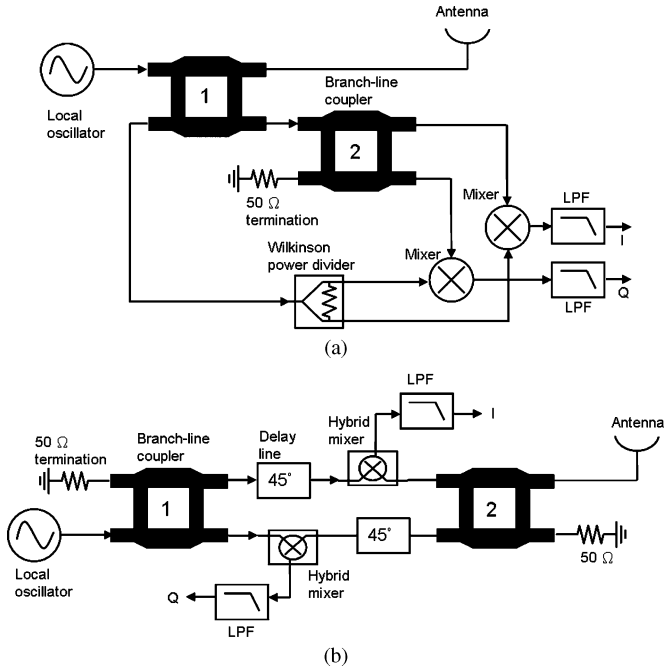 Antenna
1
Local
oscillator
Branch-line
coupler
2
50 Ω
termination
Mixer
LPF
I
Wilkinson
power divider
Mixer
LPF
Q
(a)
LPF
I
50 Ω
termination
Branch-line
coupler
Delay
line
Hybrid
mixer
Antenna
45°
1
2
45°
Local
oscillator
Hybrid
mixer
50 Ω
Q
LPF
(b)